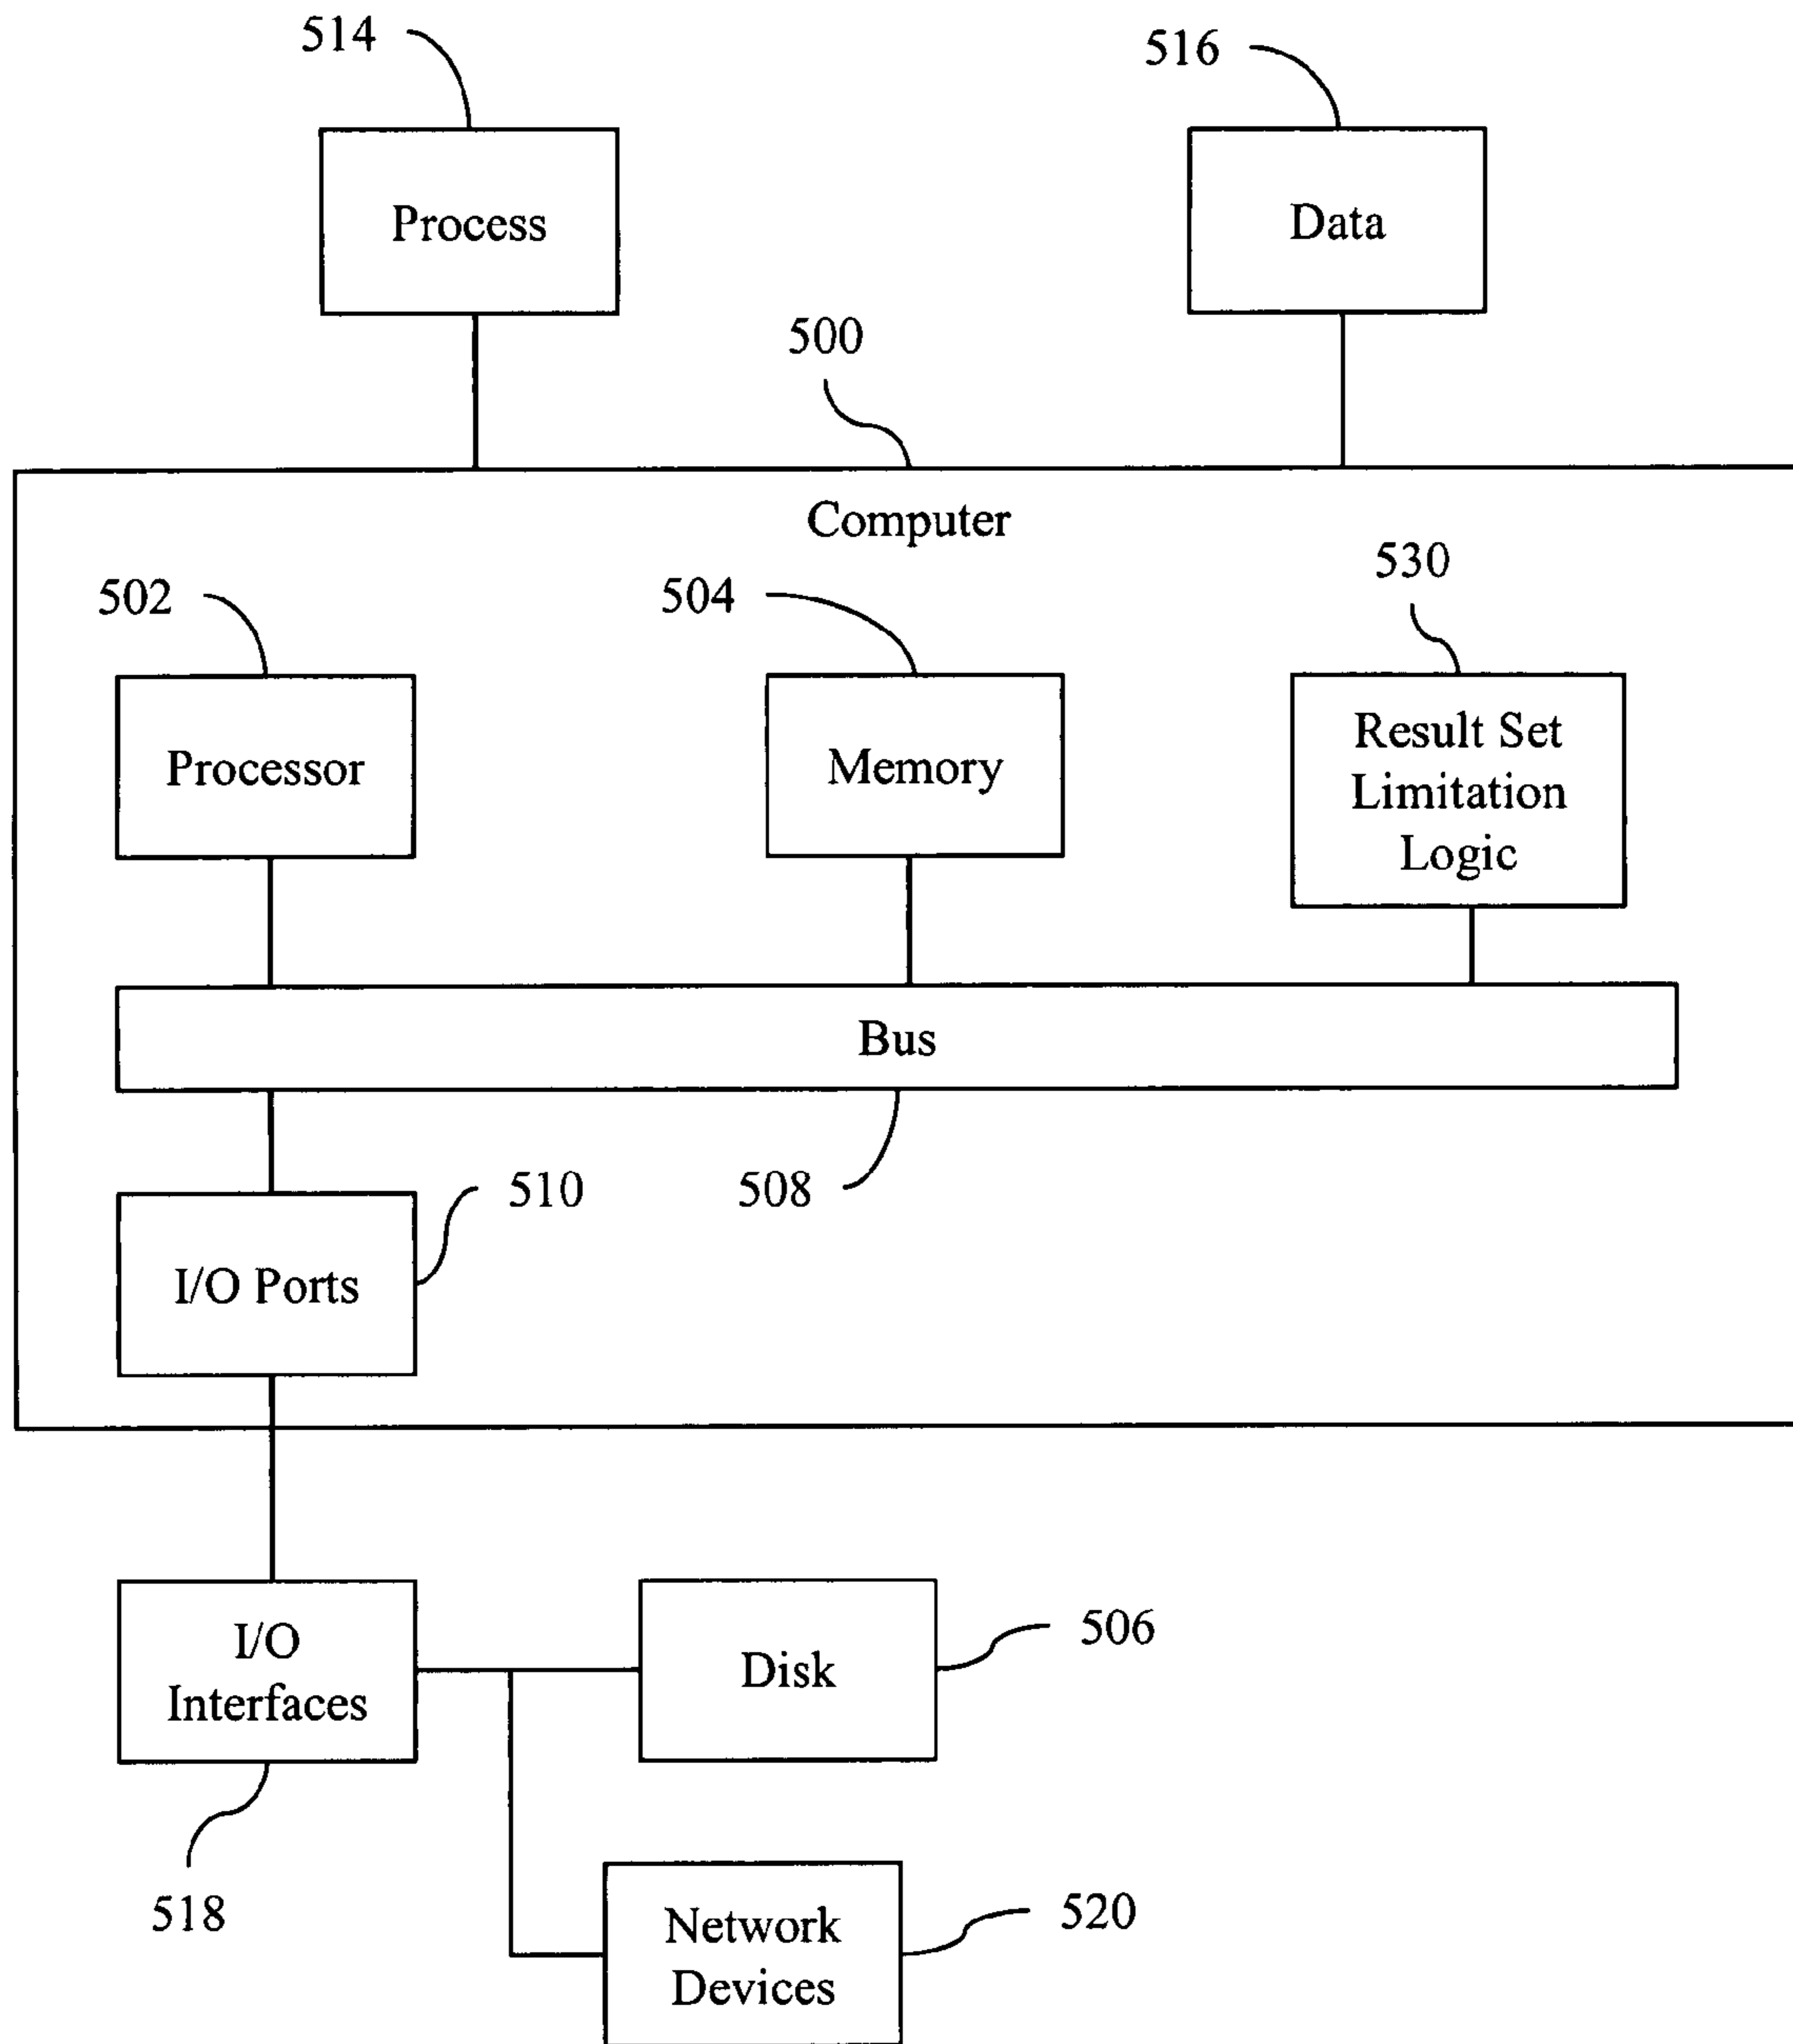 514
516
Process
Data
500
Computer
502
504
530
Processor
Memory
Result Set
Limitation
Logic
Bus
510
508
I/O Ports
I/O
Interfaces
Disk
506
518
Network
Devices
520